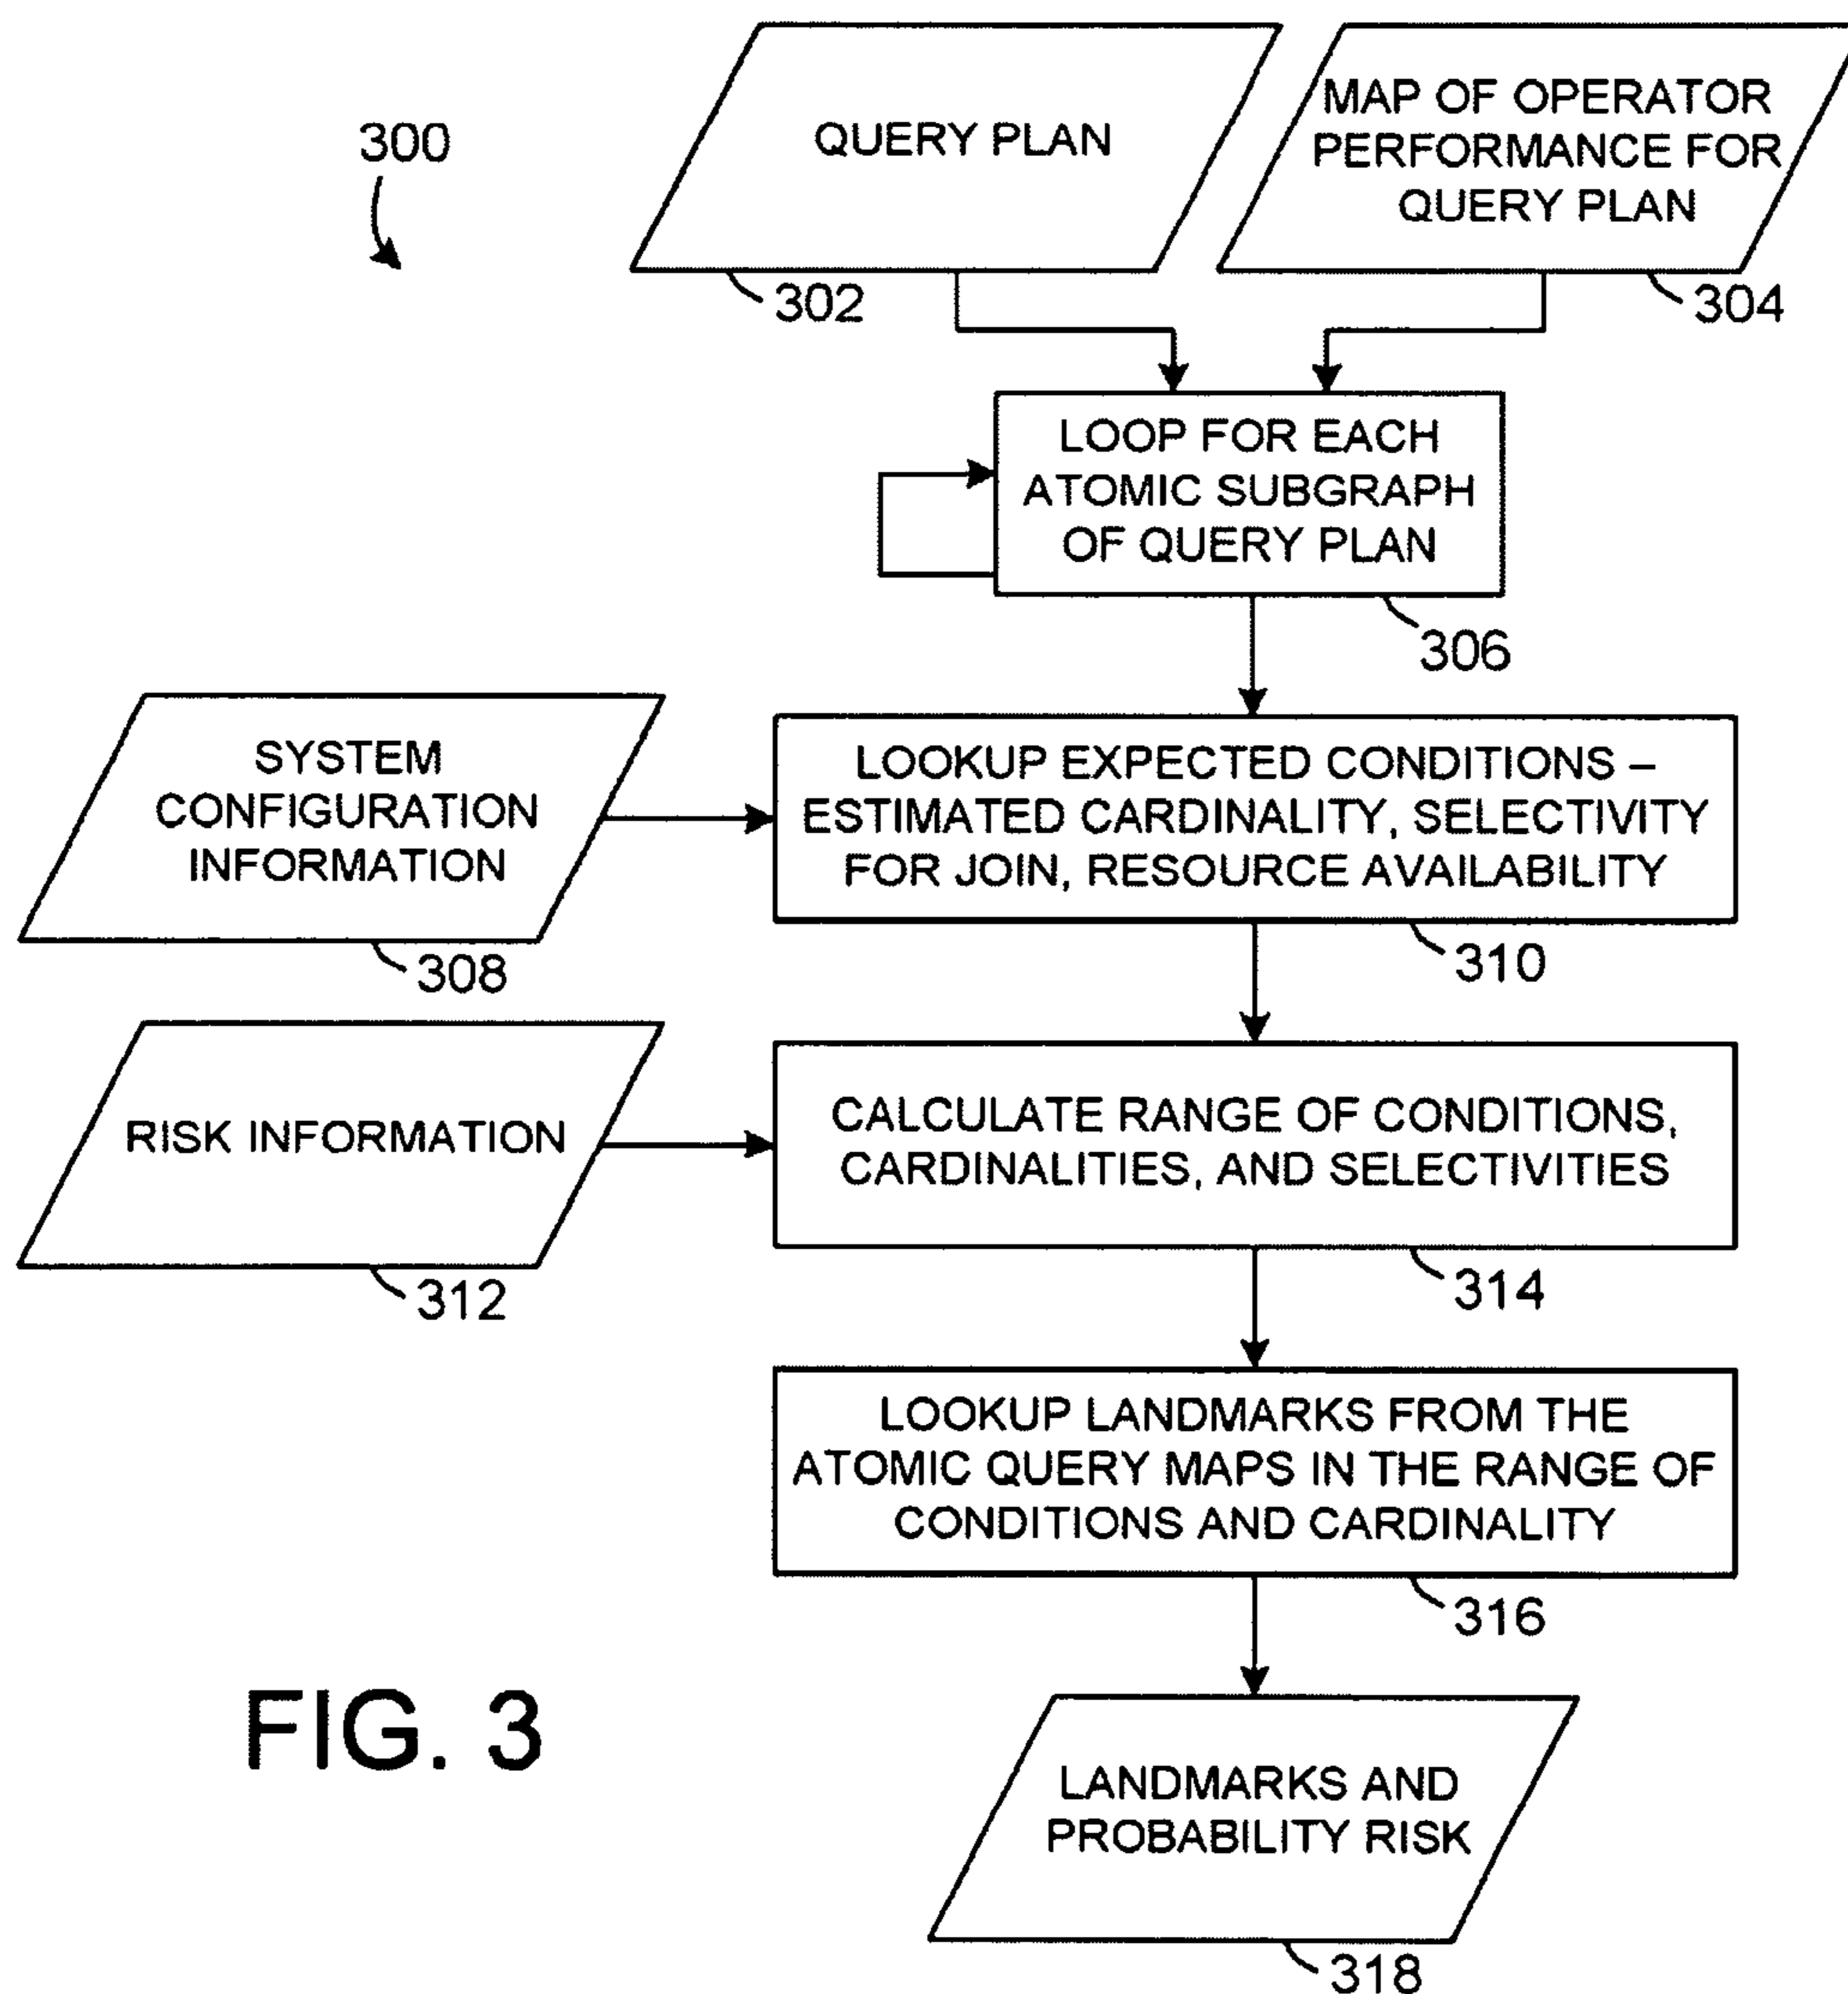 300
QUERY PLAN
302
MAP OF OPERATOR
PERFORMANCE FOR
QUERY PLAN
304
LOOP FOR EACH
ATOMIC SUBGRAPH
OF QUERY PLAN
306
SYSTEM
CONFIGURATION
INFORMATION
308
LOOKUP EXPECTED CONDITIONS –
ESTIMATED CARDINALITY, SELECTIVITY
FOR JOIN, RESOURCE AVAILABILITY
310
RISK INFORMATION
312
CALCULATE RANGE OF CONDITIONS,
CARDINALITIES, AND SELECTIVITIES
314
LOOKUP LANDMARKS FROM THE
ATOMIC QUERY MAPS IN THE RANGE OF
CONDITIONS AND CARDINALITY
316
LANDMARKS AND
PROBABILITY RISK
318
FIG. 3